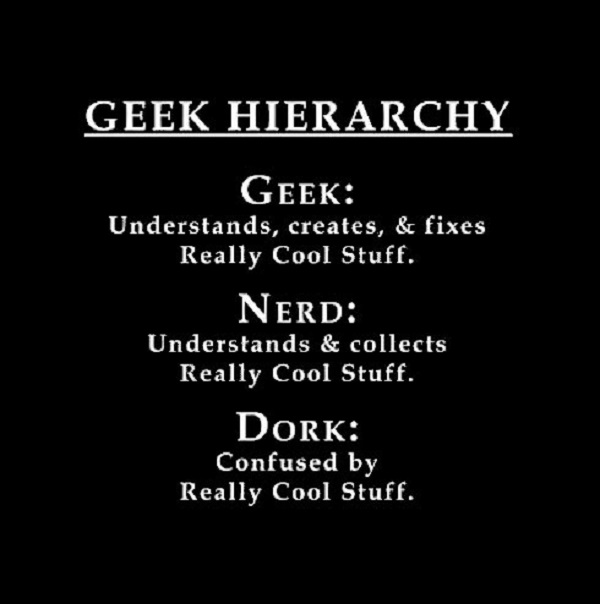 GEEK HIERARCHY
GEEK:
Understands, creates, & fixes
Really Cool Stuff.
NERD:
Understands & collects
Really Cool Stuff.
DORK:
Confused by
Really Cool Stuff.